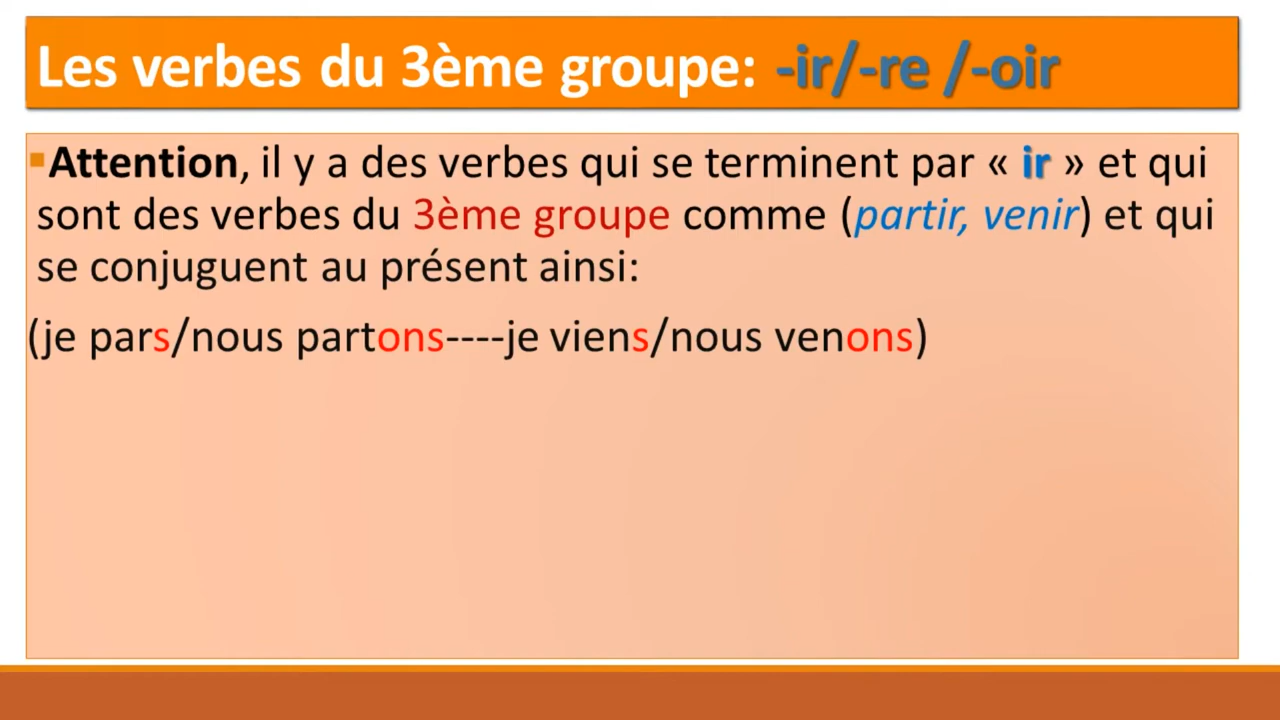 Les verbes du 3ème groupe: -ir/-re /-oir
▪Attention, il y a des verbes qui se terminent par « ir » et qui
sont des verbes du 3ème groupe comme (partir, venir) et qui
se conjuguent au présent ainsi:
(je pars/nous partons----je viens/nous venons)